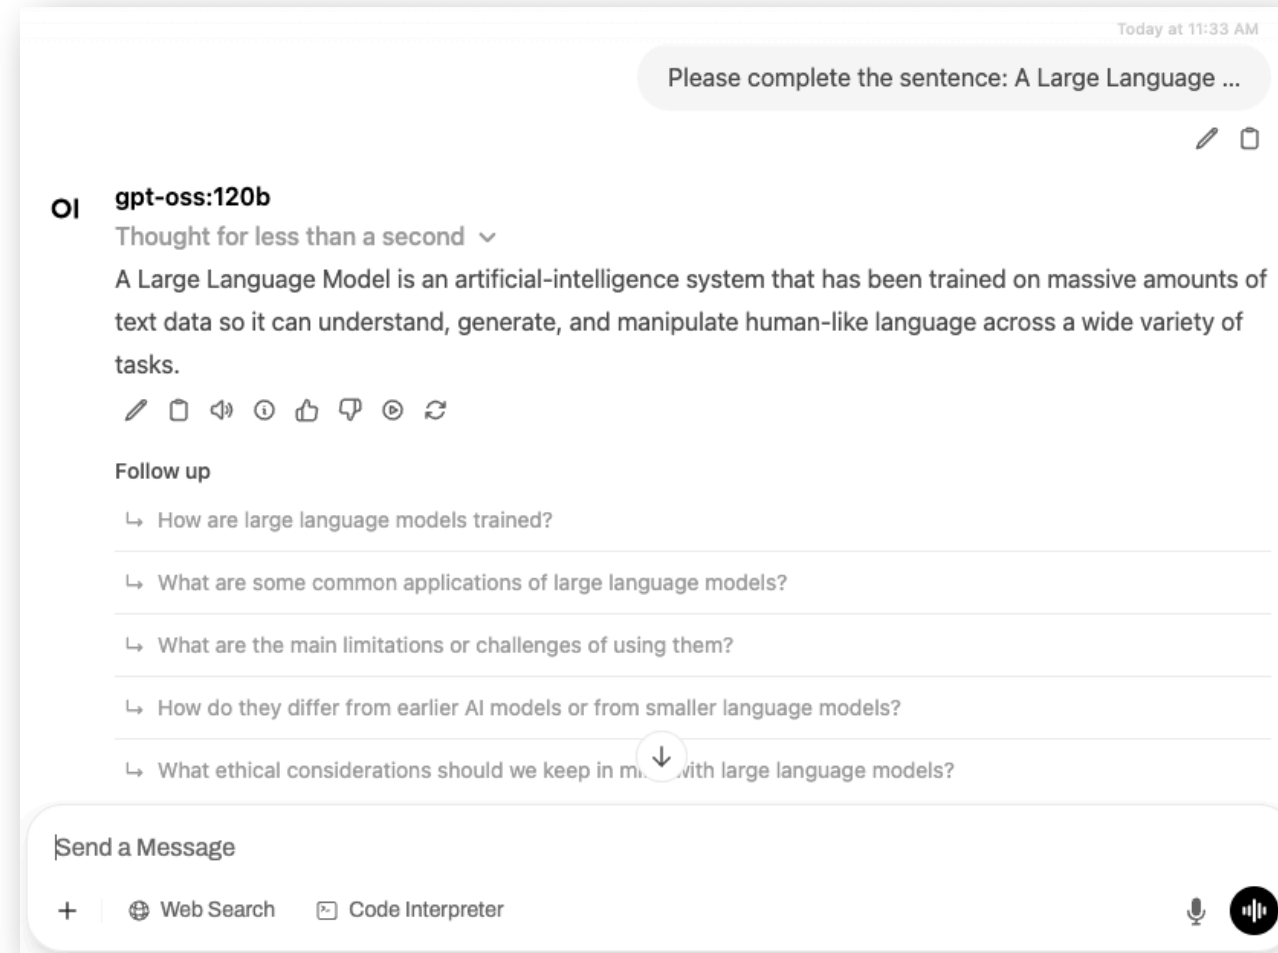 Today at 11:33 AM
Please complete the sentence: A Large Language ...
OI
gpt-oss:120b
Thought for less than a second
A Large Language Model is an artificial-intelligence system that has been trained on massive amounts of
text data so it can understand, generate, and manipulate human-like language across a wide variety of
tasks.
Follow up
How are large language models trained?
What are some common applications of large language models?
What are the main limitations or challenges of using them?
How do they differ from earlier AI models or from smaller language models?
What ethical considerations should we keep in with large language models?
Send a Message
Web Search
Code Interpreter